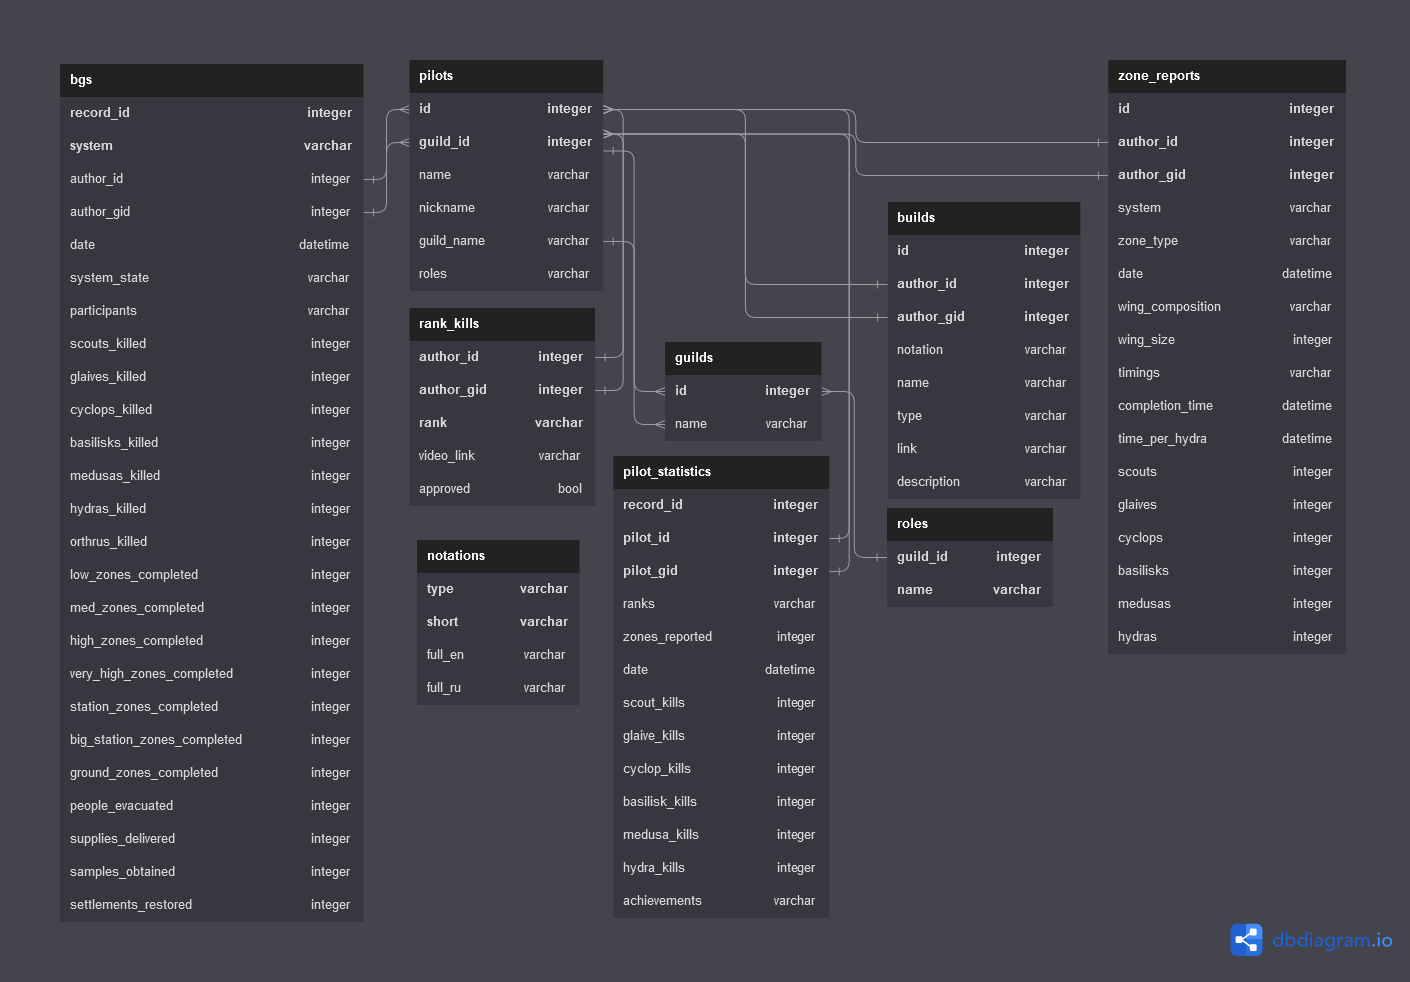 bgs
record_id integer
system varchar
author_id integer
author_gid integer
date datetime
system_state varchar
participants varchar
scouts_killed integer
glaives_killed integer
cyclops_killed integer
basilisks_killed integer
medusas_killed integer
hydras_killed integer
orthrus_killed integer
low_zones_completed integer
med_zones_completed integer
high_zones_completed integer
very_high_zones_completed integer
station_zones_completed integer
big_station_zones_completed integer
ground_zones_completed integer
people_evacuated integer
supplies_delivered integer
samples_obtained integer
settlements_restored integer
pilots
id integer
guild_id integer
name varchar
nickname varchar
guild_name varchar
roles varchar
rank_kills
author_id integer
author_gid integer
rank varchar
video_link varchar
approved bool
notations
type varchar
short varchar
full_en varchar
full_ru varchar
guilds
id integer
name varchar
pilot_statistics
record_id integer
pilot_id integer
pilot_gid integer
ranks varchar
zones_reported integer
date datetime
scout_kills integer
glaive_kills integer
cyclop_kills integer
basilisk_kills integer
medusa_kills integer
hydra_kills integer
achievements varchar
builds
id integer
author_id integer
author_gid integer
notation varchar
name varchar
type varchar
link varchar
description varchar
roles
guild_id integer
name varchar
zone_reports
id integer
author_id integer
author_gid integer
system varchar
zone_type varchar
date datetime
wing_composition varchar
wing_size integer
timings varchar
completion_time datetime
time_per_hydra datetime
scouts integer
glaives integer
cyclops integer
basilisks integer
medusas integer
hydras integer
dbdiagram.io